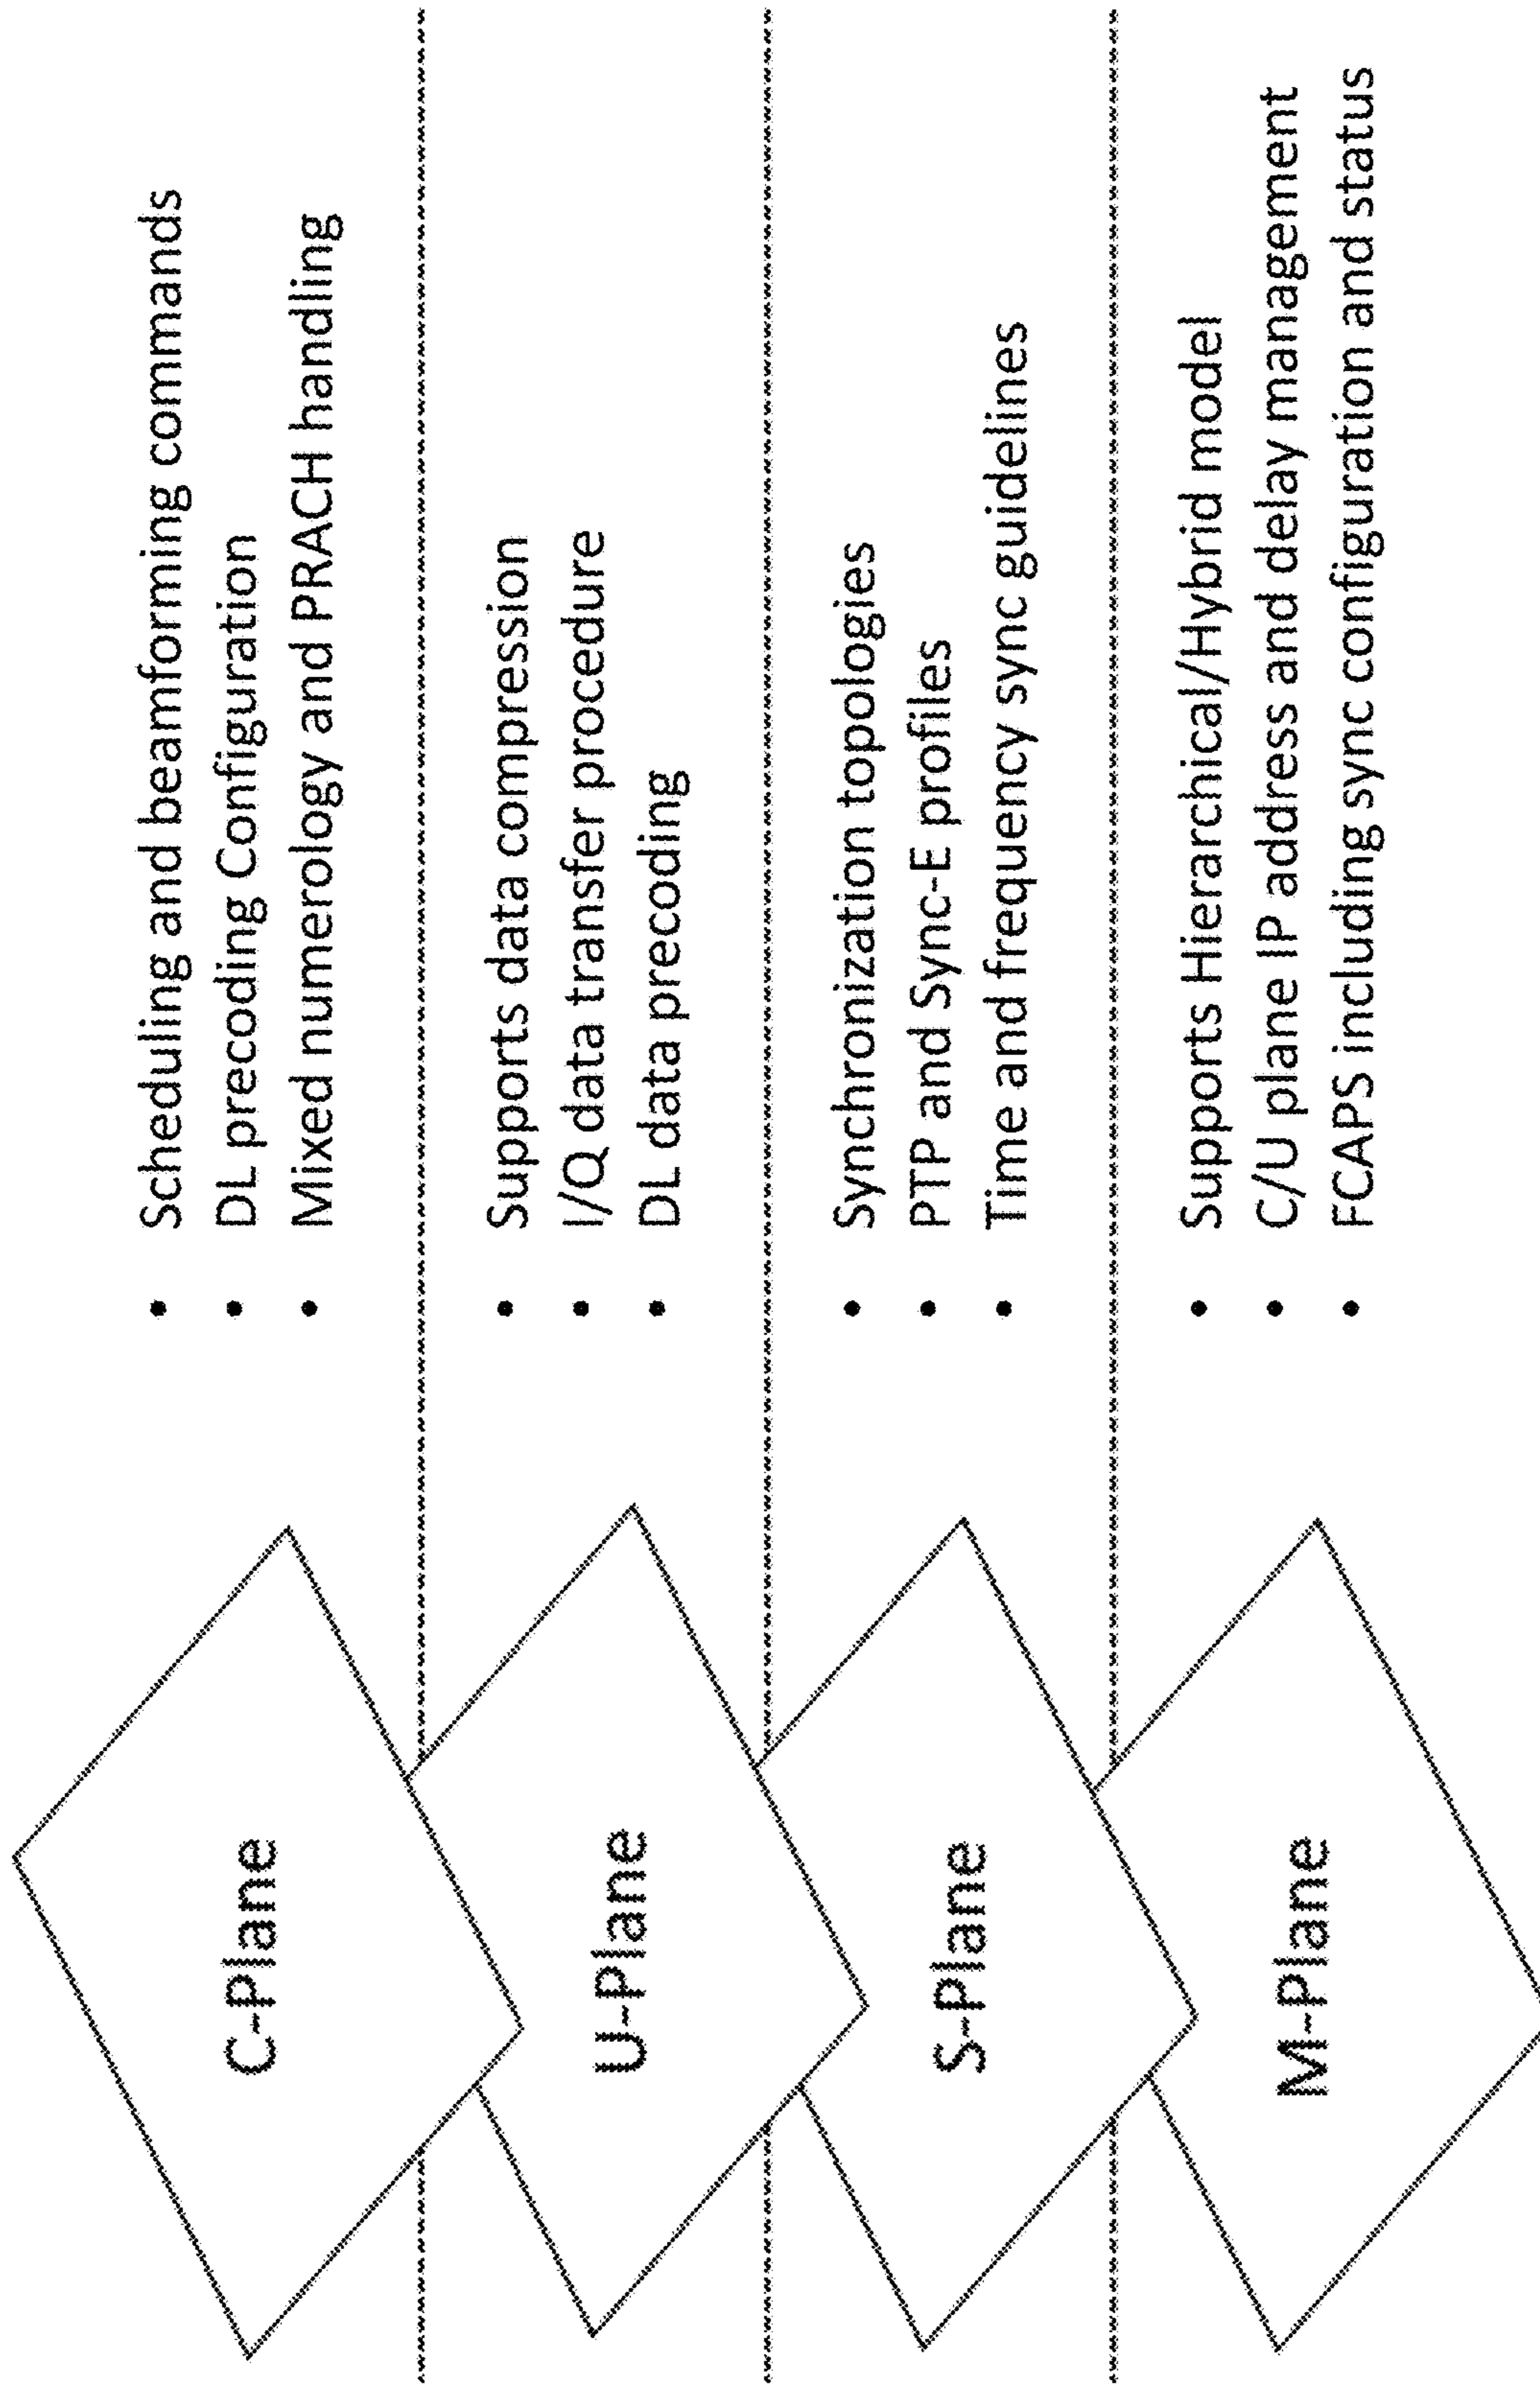 C-Plane
• Scheduling and beamforming commands
• DL precoding Configuration
• Mixed numerology and PRACH handling
U-Plane
• Supports data compression
• I/Q data transfer procedure
• DL data precoding
S-Plane
• Synchronization topologies
• PTP and Sync-E profiles
• Time and frequency sync guidelines
M-Plane
• Supports Hierarchical/Hybrid model
• C/U plane IP address and delay management
• FCAPS including sync configuration and status